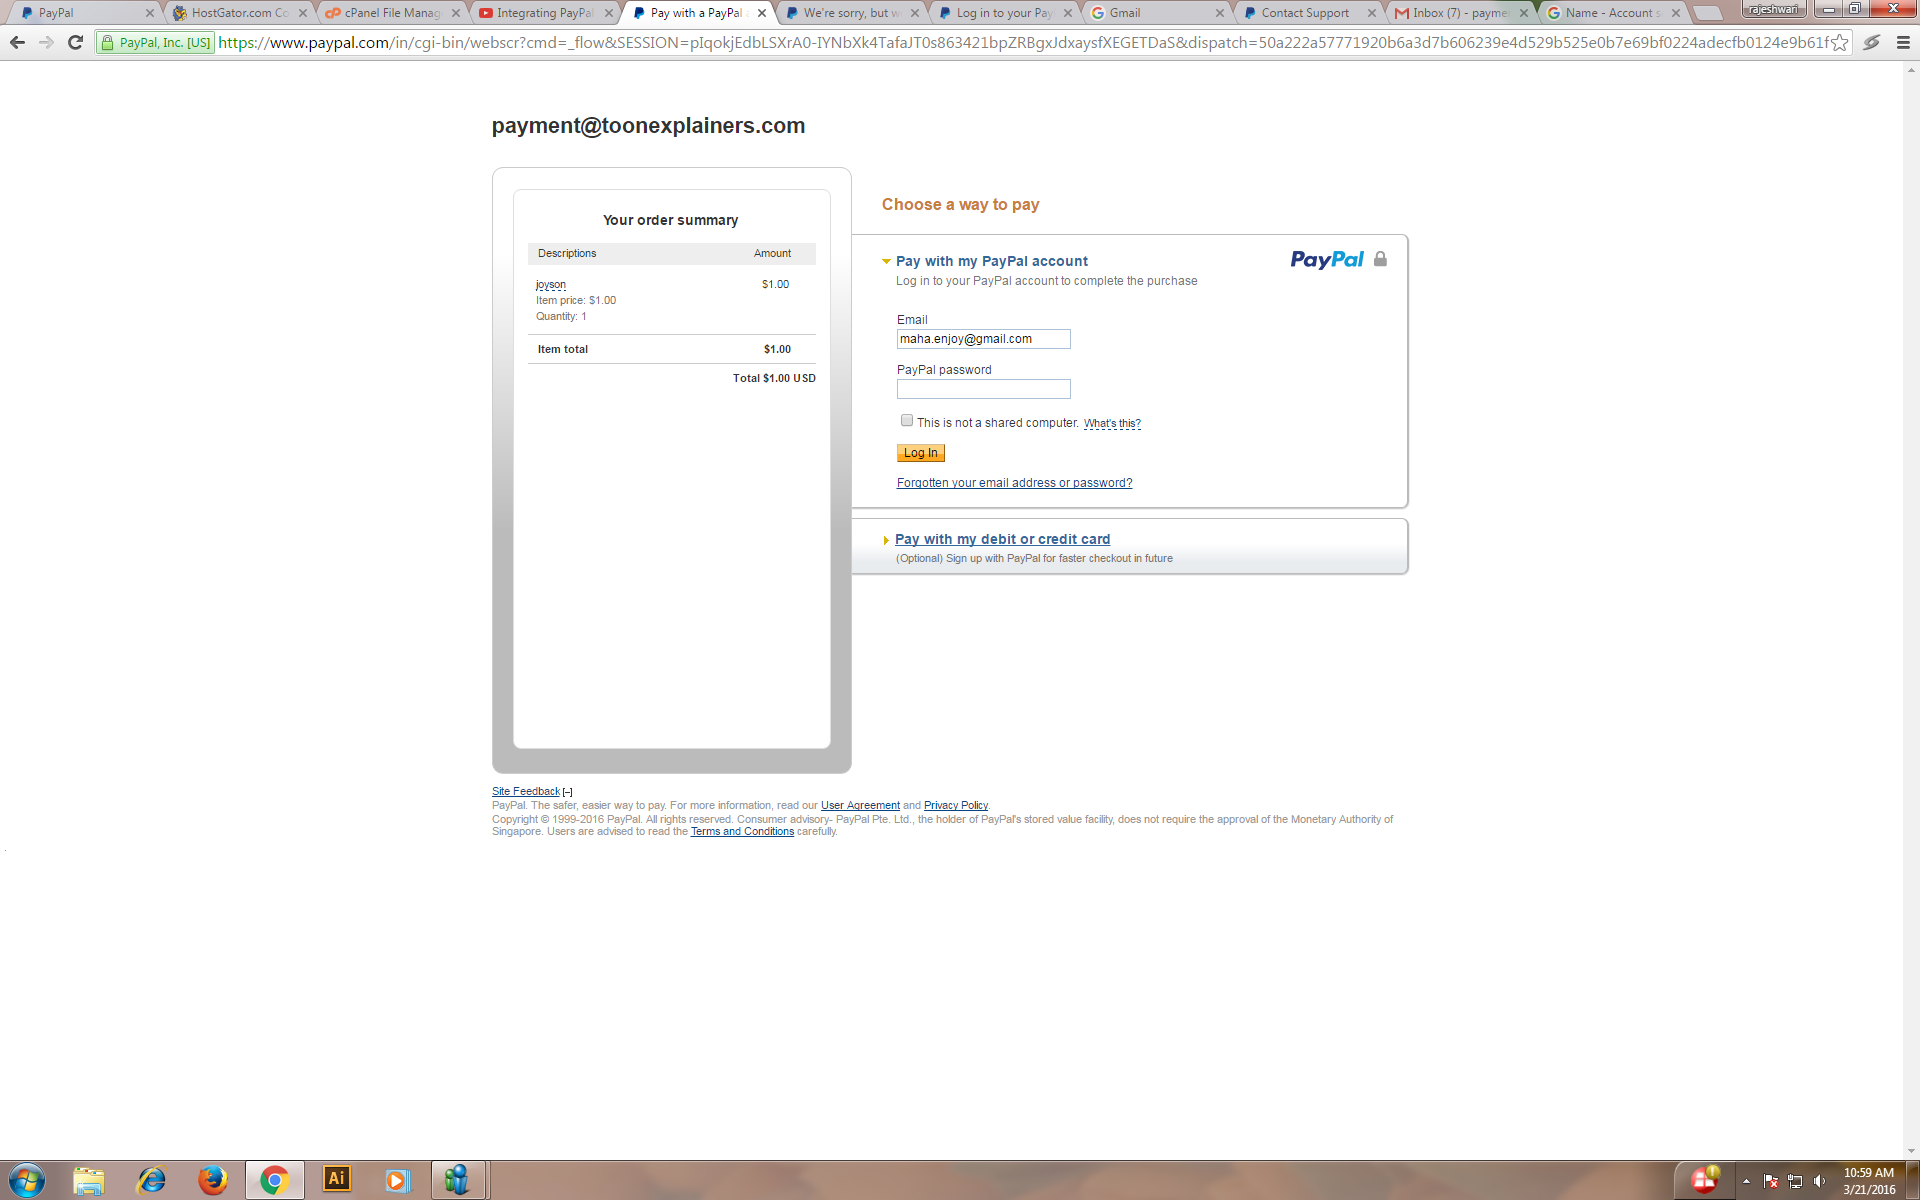 PayPal
HostGator.com Co
cPanel File Manag
Integrating PayPal
Pay with a PayPal
We're sorry, but we
Log in to your Pay
Gmail
Contact Support
Inbox (7) - payme
Name - Account s
rajeshwari
PayPal, Inc. [US] https://www.paypal.com/in/cgi-bin/webscr?cmd=_flow&SESSION=pIqokjEdbLSXrA0-IYNbXk4TafaJT0s863421bpZRBgxJdxaysfXEGETDaS&dispatch=50a222a57771920b6a3d7b606239e4d529b525e0b7e69bf0224adecfb0124e9b61f
payment@toonexplainers.com
Your order summary
Descriptions Amount
joyson $1.00
Item price: $1.00
Quantity: 1
Item total $1.00
Total $1.00 USD
Choose a way to pay
Pay with my PayPal account PayPal
Log in to your PayPal account to complete the purchase
Email
maha.enjoy@gmail.com
PayPal password
This is not a shared computer. What's this?
Log In
Forgotten your email address or password?
Pay with my debit or credit card
(Optional) Sign up with PayPal for faster checkout in future
Site Feedback [–]
PayPal. The safer, easier way to pay. For more information, read our User Agreement and Privacy Policy.
Copyright © 1999-2016 PayPal. All rights reserved. Consumer advisory- PayPal Pte. Ltd., the holder of PayPal's stored value facility, does not require the approval of the Monetary Authority of
Singapore. Users are advised to read the Terms and Conditions carefully.
Ai
10:59 AM
3/21/2016